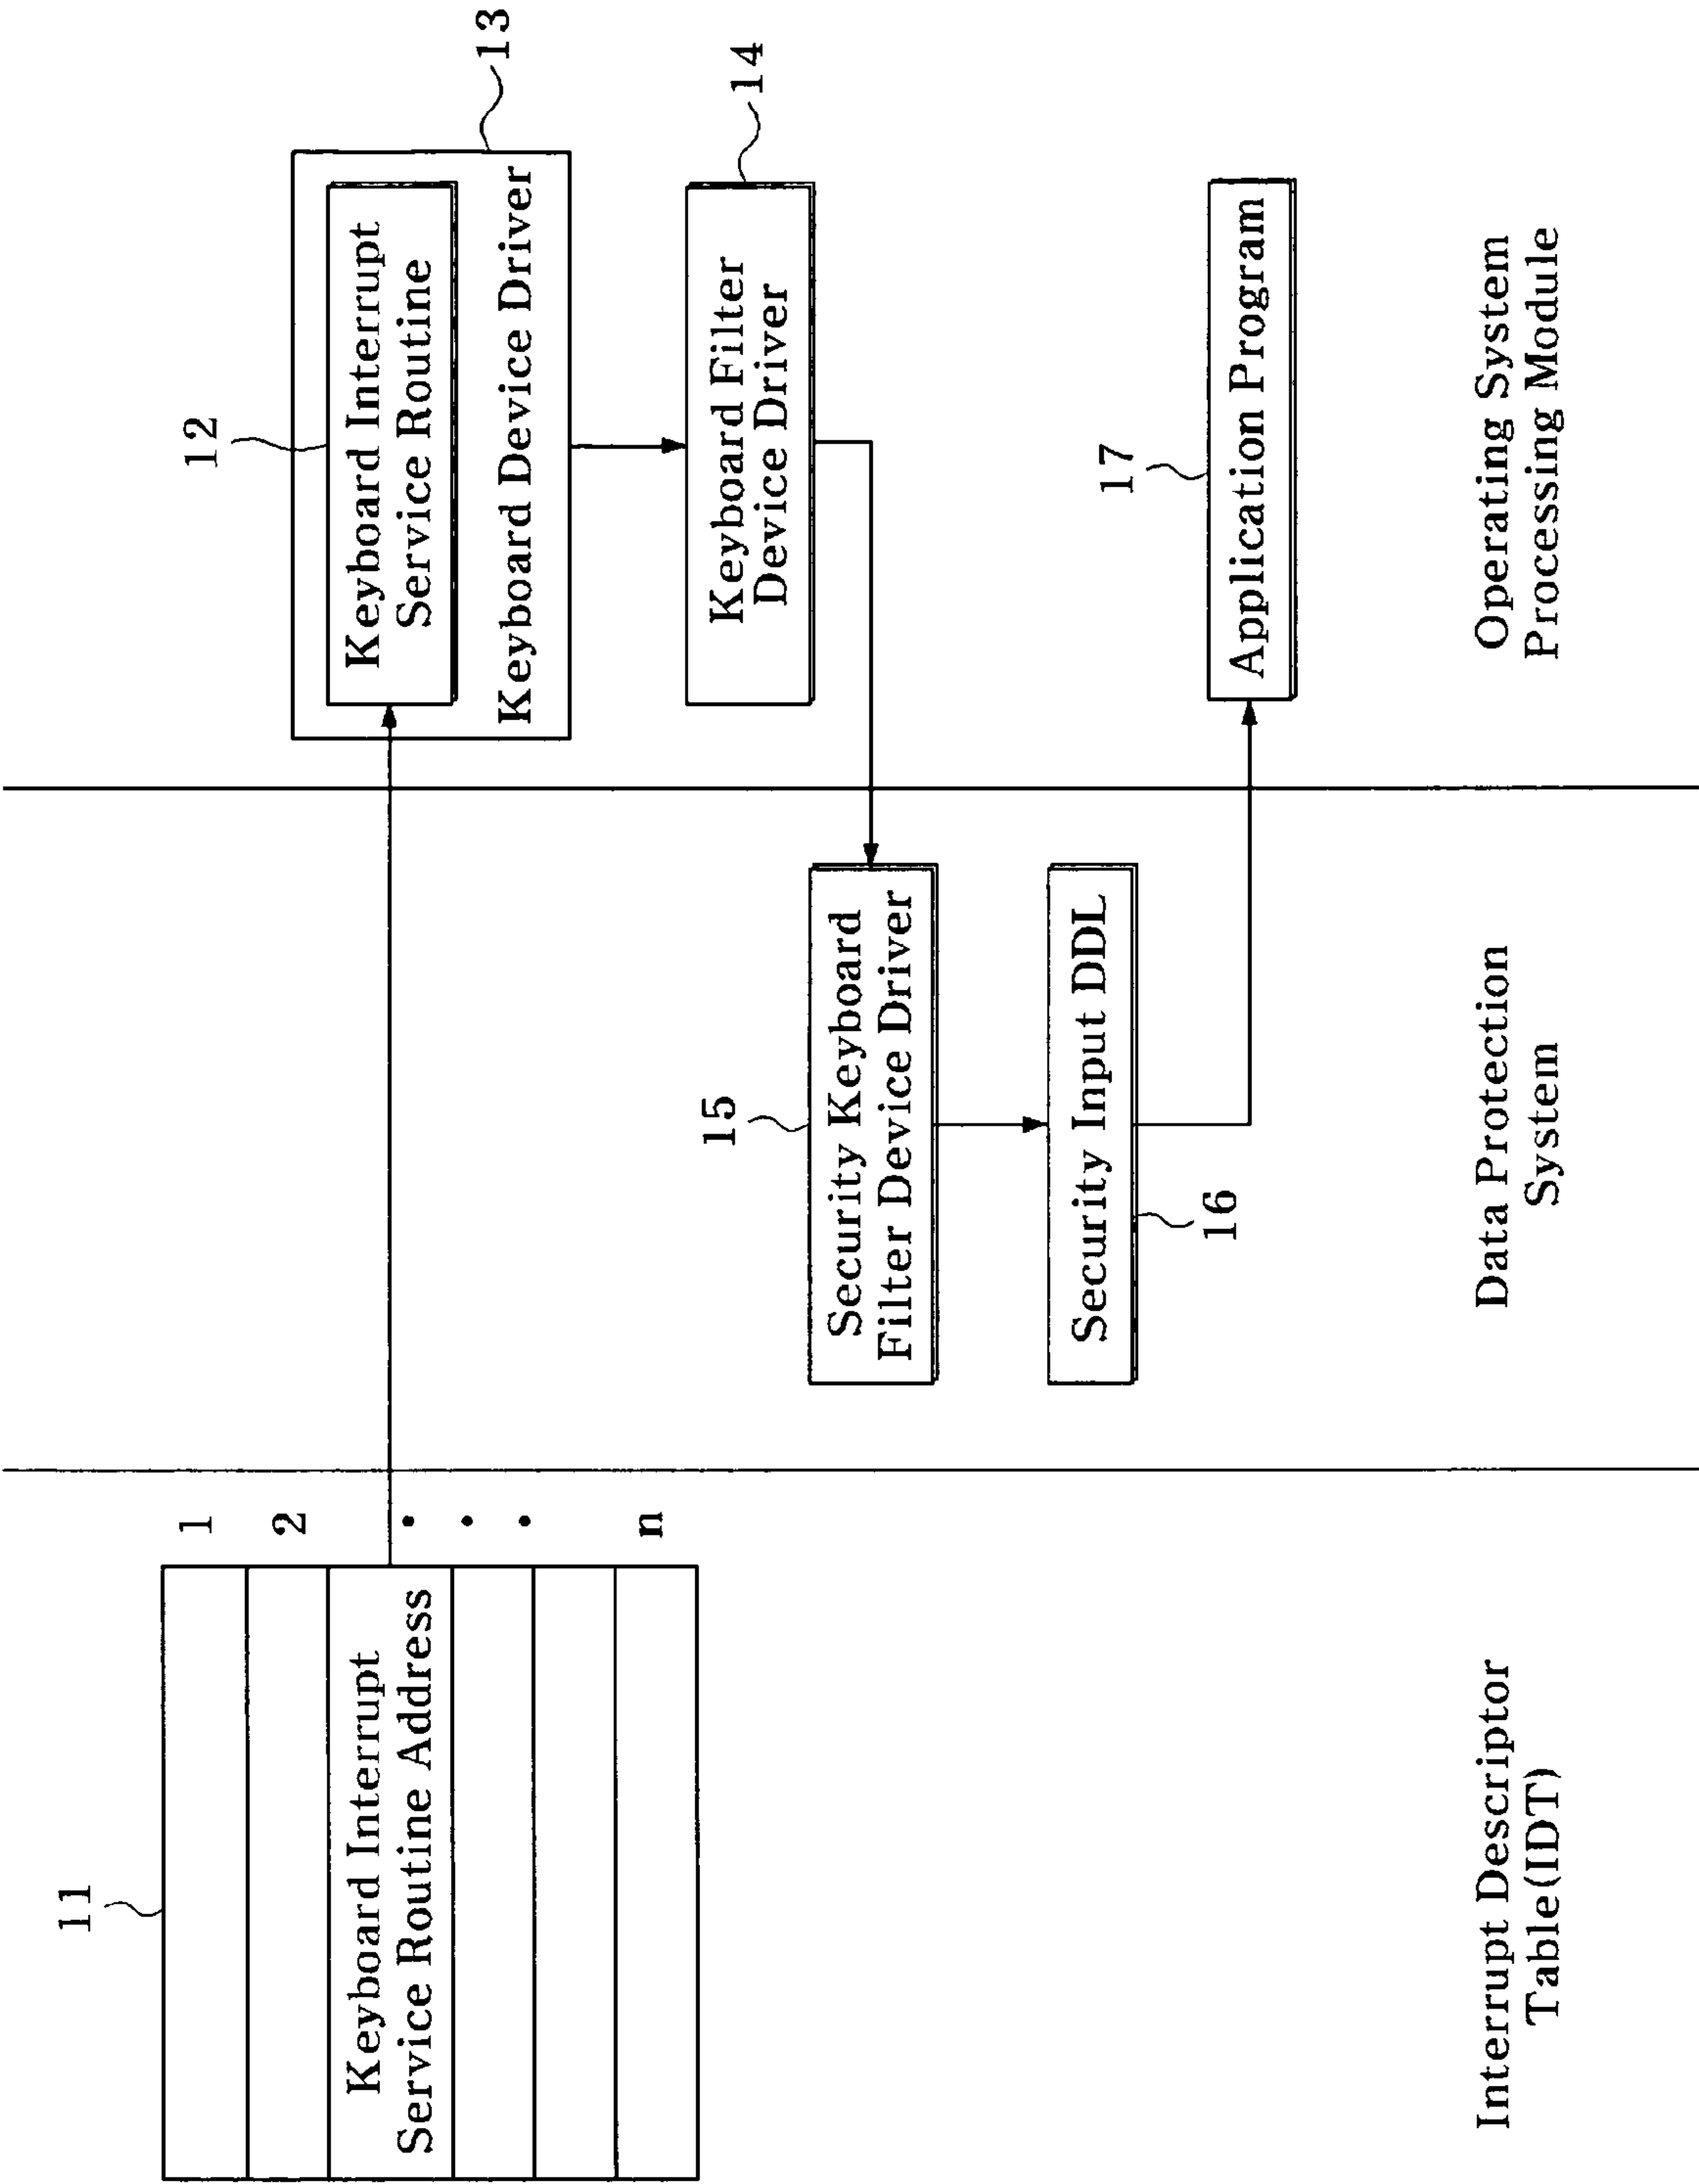 11
1
2
Keyboard Interrupt
Service Routine Address
n
12
Keyboard Interrupt
Service Routine
Keyboard Device Driver
13
Keyboard Filter
Device Driver
14
15
Security Keyboard
Filter Device Driver
Security Input DDL
16
17
Application Program
Interrupt Descriptor
Table(IDT)
Data Protection
System
Operating System
Processing Module